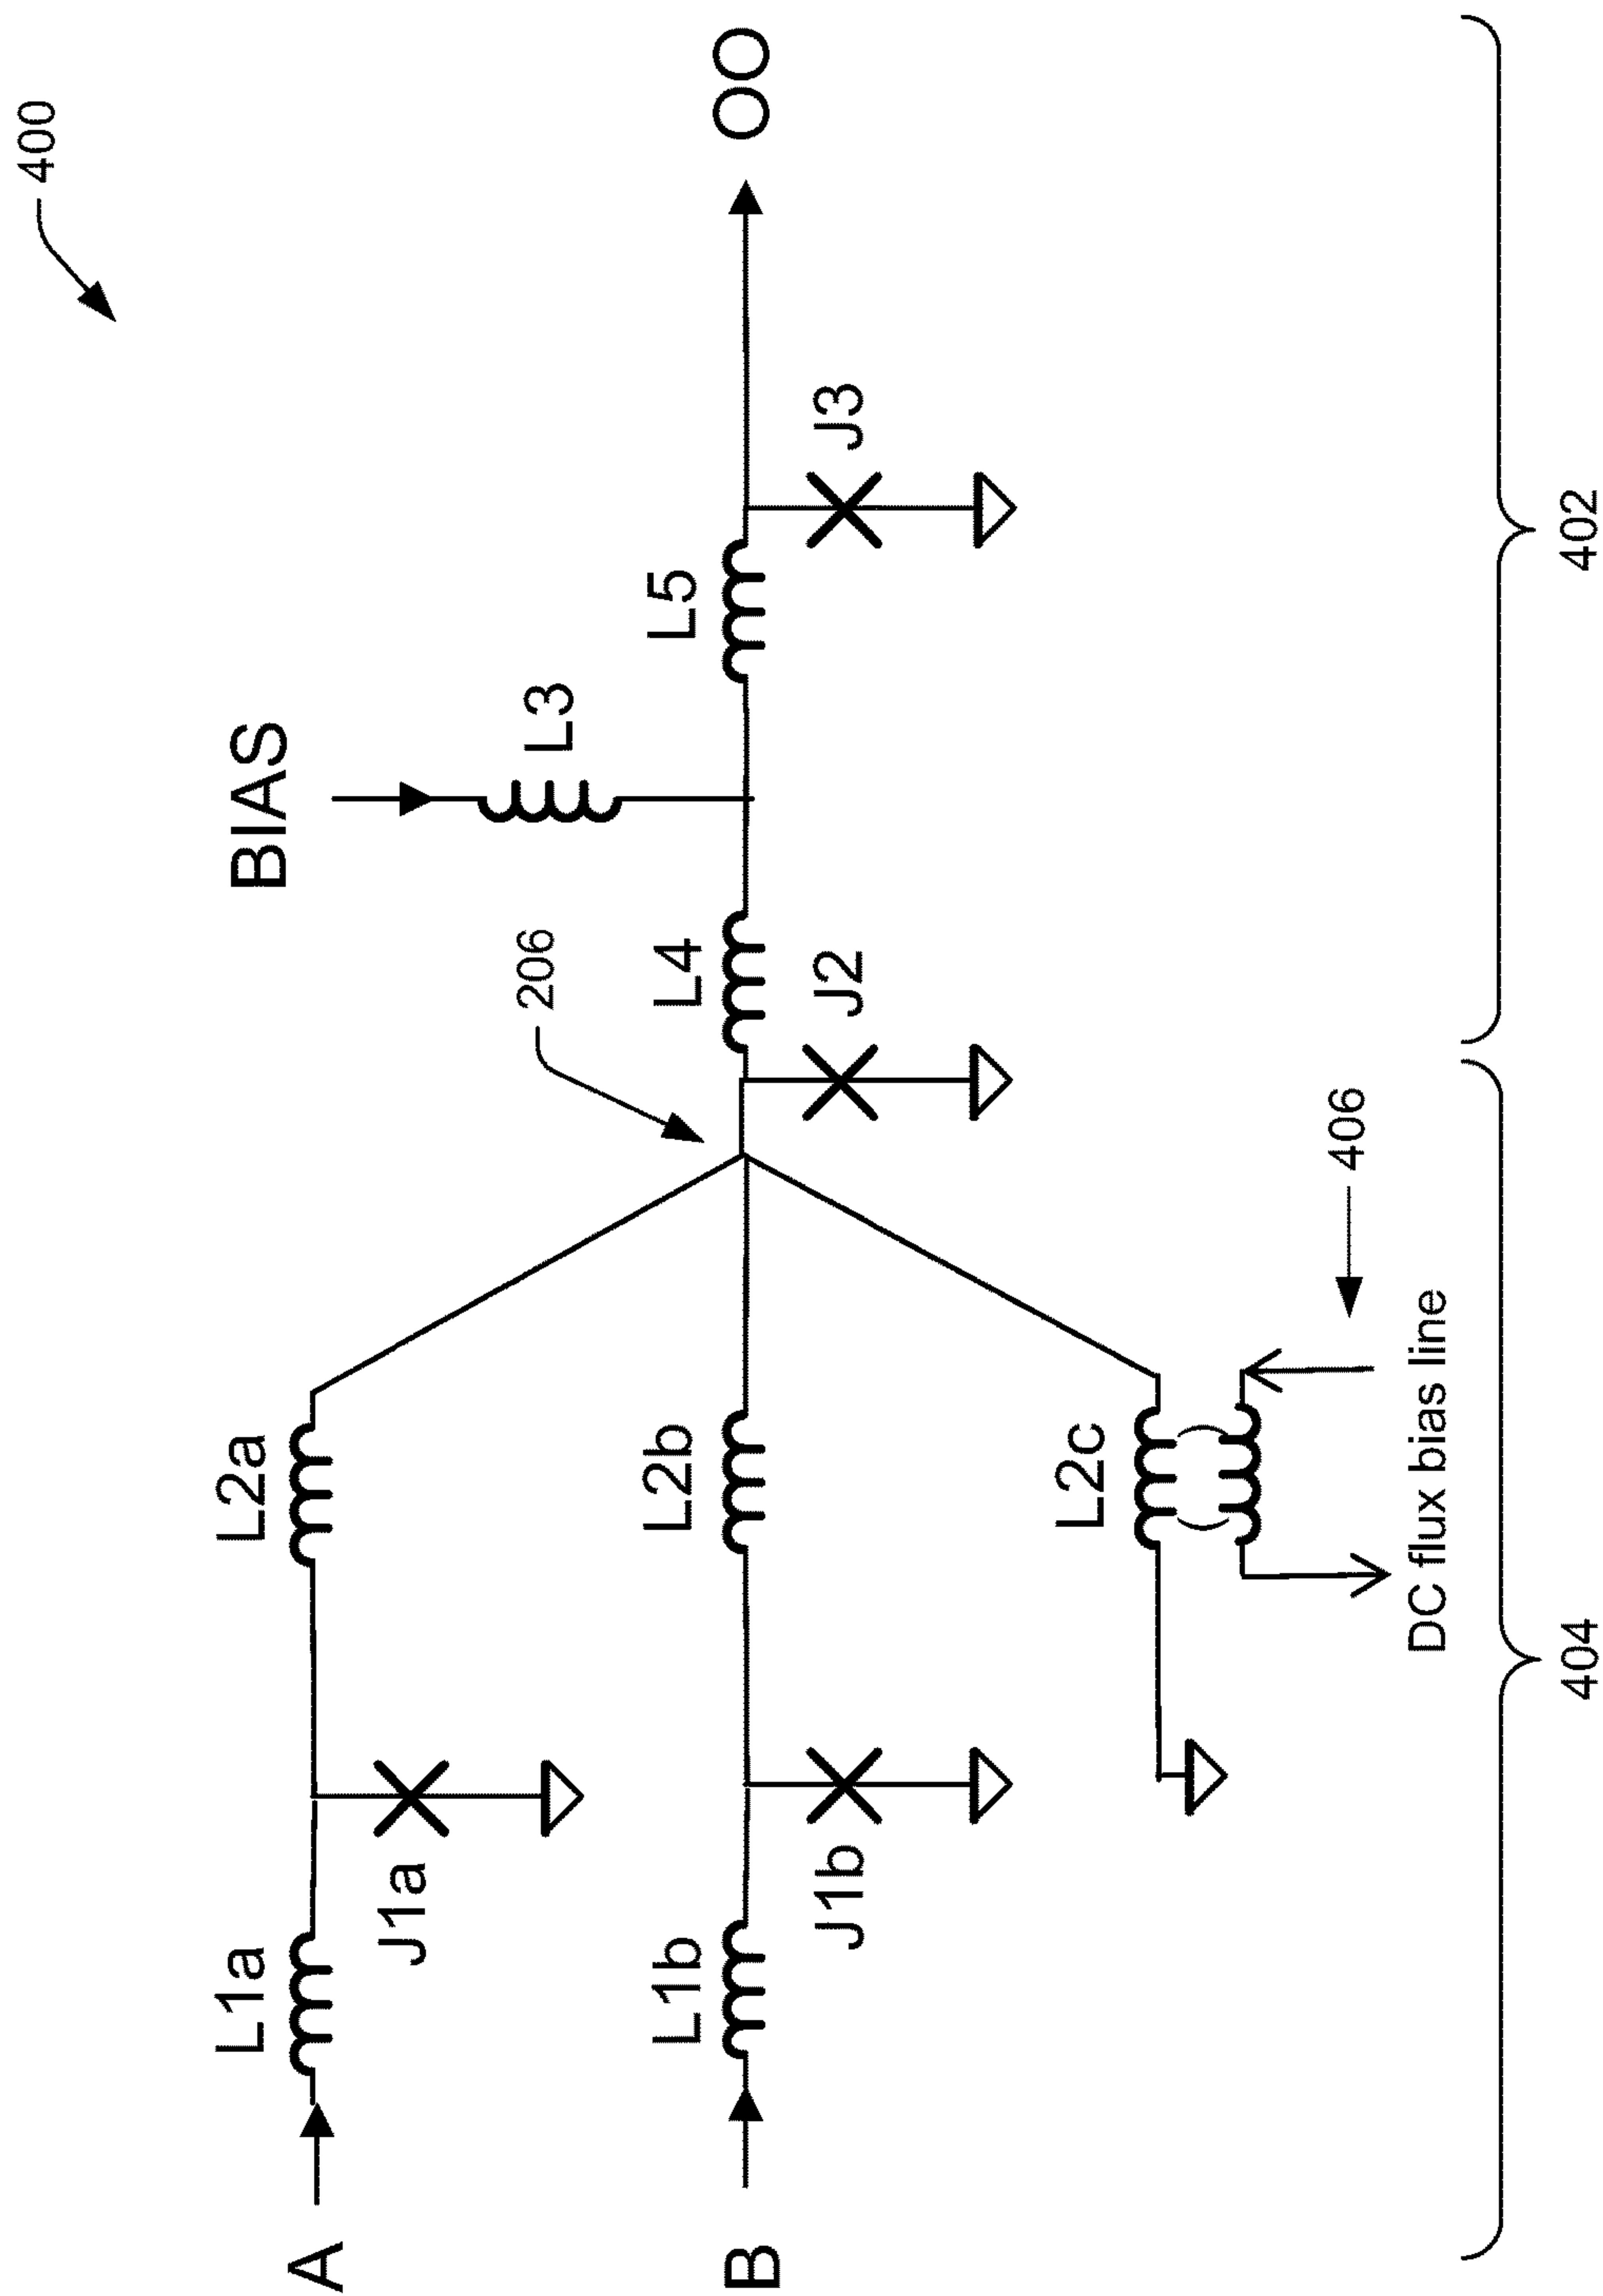 400
BIAS
206
L3
L1a
L2a
A
J1a
L1b
L2b
L4
L5
OO
B
J1b
J2
J3
L2c
406
DC flux bias line
404
402